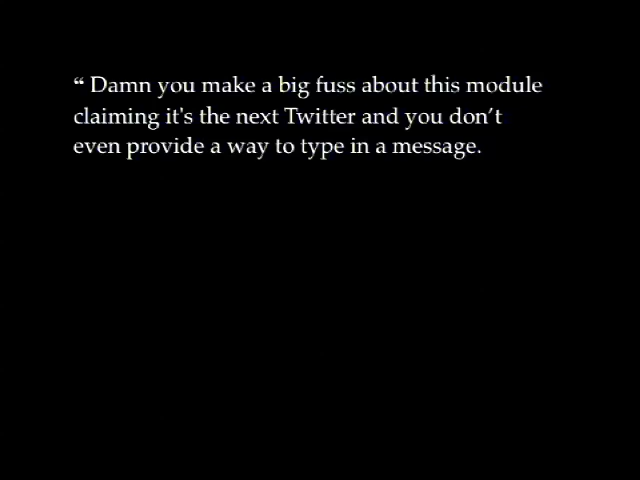 ❝ Damn you make a big fuss about this module
claiming it's the next Twitter and you don’t
even provide a way to type in a message.